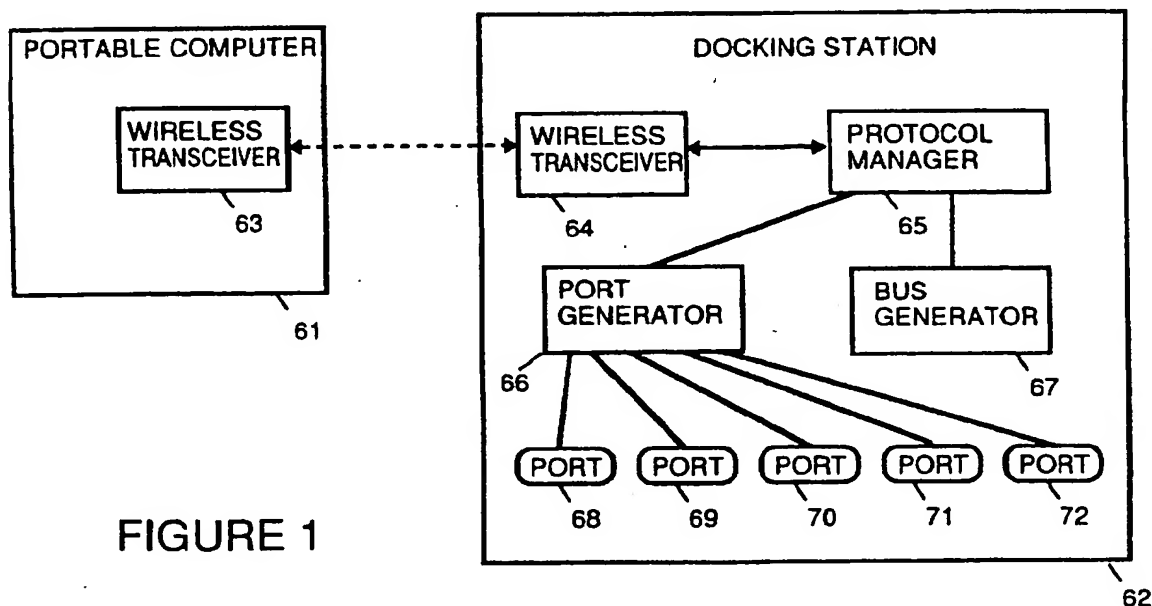 PORTABLE COMPUTER
WIRELESS
TRANSCEIVER
63
61
DOCKING STATION
WIRELESS
TRANSCEIVER
64
PROTOCOL
MANAGER
65
PORT
GENERATOR
66
BUS
GENERATOR
67
PORT
68
PORT
69
PORT
70
PORT
71
PORT
72
62
FIGURE 1